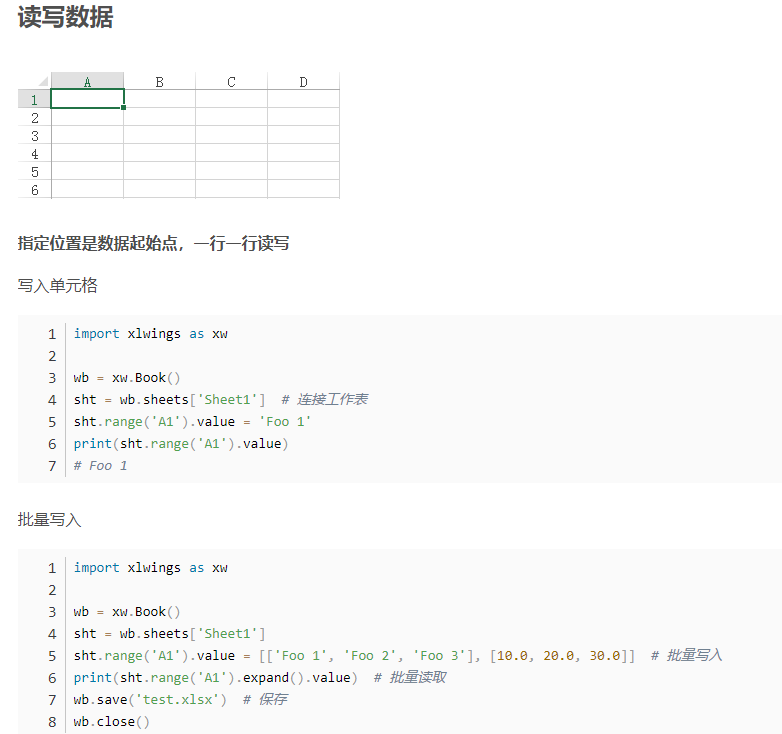 读写数据
A B C D
1
2
3
4
5
6
指定位置是数据起始点，一行一行读写
写入单元格
1 import xlwings as xw
2
3 wb = xw.Book()
4 sht = wb.sheets['Sheet1']  # 连接工作表
5 sht.range('A1').value = 'Foo 1'
6 print(sht.range('A1').value)
7 # Foo 1
批量写入
1 import xlwings as xw
2
3 wb = xw.Book()
4 sht = wb.sheets['Sheet1']
5 sht.range('A1').value = [['Foo 1', 'Foo 2', 'Foo 3'], [10.0, 20.0, 30.0]]  # 批量写入
6 print(sht.range('A1').expand().value)  # 批量读取
7 wb.save('test.xlsx')  # 保存
8 wb.close()